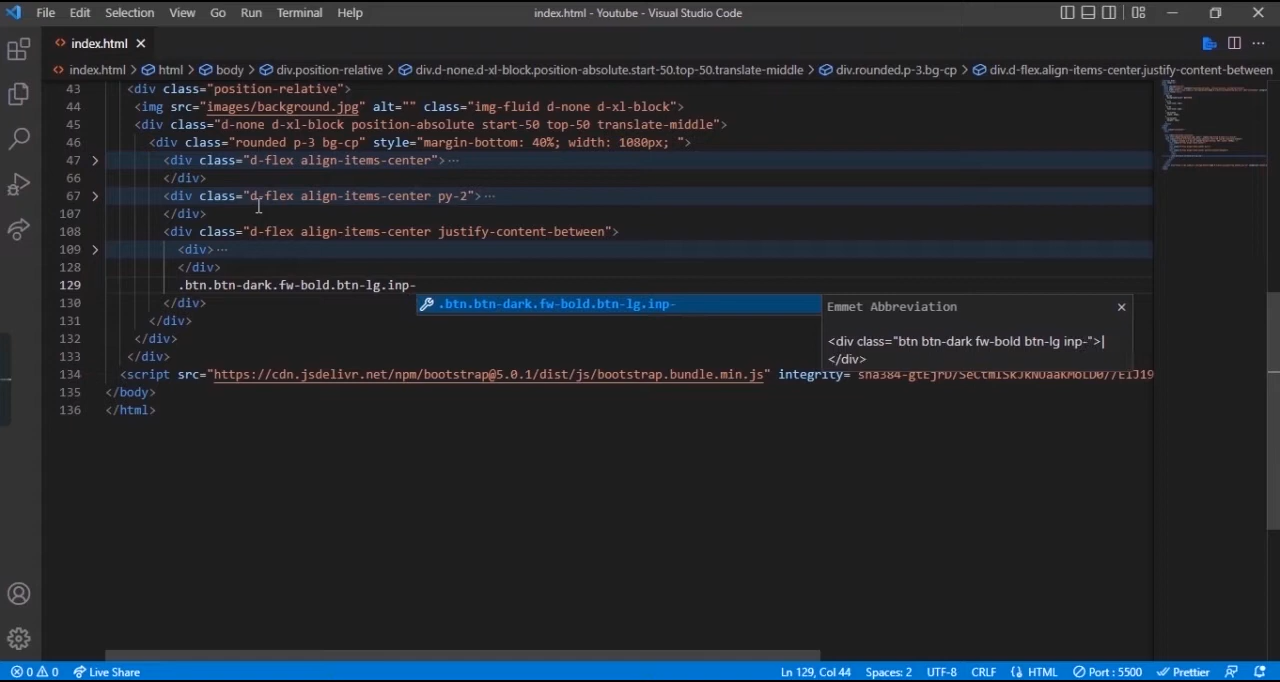 File Edit Selection View Go Run Terminal Help index.html - Youtube - Visual Studio Code
index.html
index.html > html > body > div.position-relative > div.d-none.d-xl-block.position-absolute.start-50.top-50.translate-middle > div.rounded.p-3.bg-cp > div.d-flex.align-items-center.justify-content-between
43 <div class="position-relative">
44 <img src="images/background.jpg" alt="" class="img-fluid d-none d-xl-block">
45 <div class="d-none d-xl-block position-absolute start-50 top-50 translate-middle">
46 <div class="rounded p-3 bg-cp" style="margin-bottom: 40%; width: 1080px; ">
47 <div class="d-flex align-items-center">···
66 </div>
67 <div class="d-flex align-items-center py-2">···
107 </div>
108 <div class="d-flex align-items-center justify-content-between">
109 <div>···
128 </div>
129 .btn.btn-dark.fw-bold.btn-lg.inp-
130 </div>
.btn.btn-dark.fw-bold.btn-lg.inp-
Emmet Abbreviation
131 </div>
132 </div>
<div class="btn btn-dark fw-bold btn-lg inp-">|
133 </div>
</div>
134 <script src="https://cdn.jsdelivr.net/npm/bootstrap@5.0.1/dist/js/bootstrap.bundle.min.js" integrity=
135 </body>
136 </html>
0 0 Live Share Ln 129, Col 44 Spaces: 2 UTF-8 CRLF HTML Port : 5500 Prettier